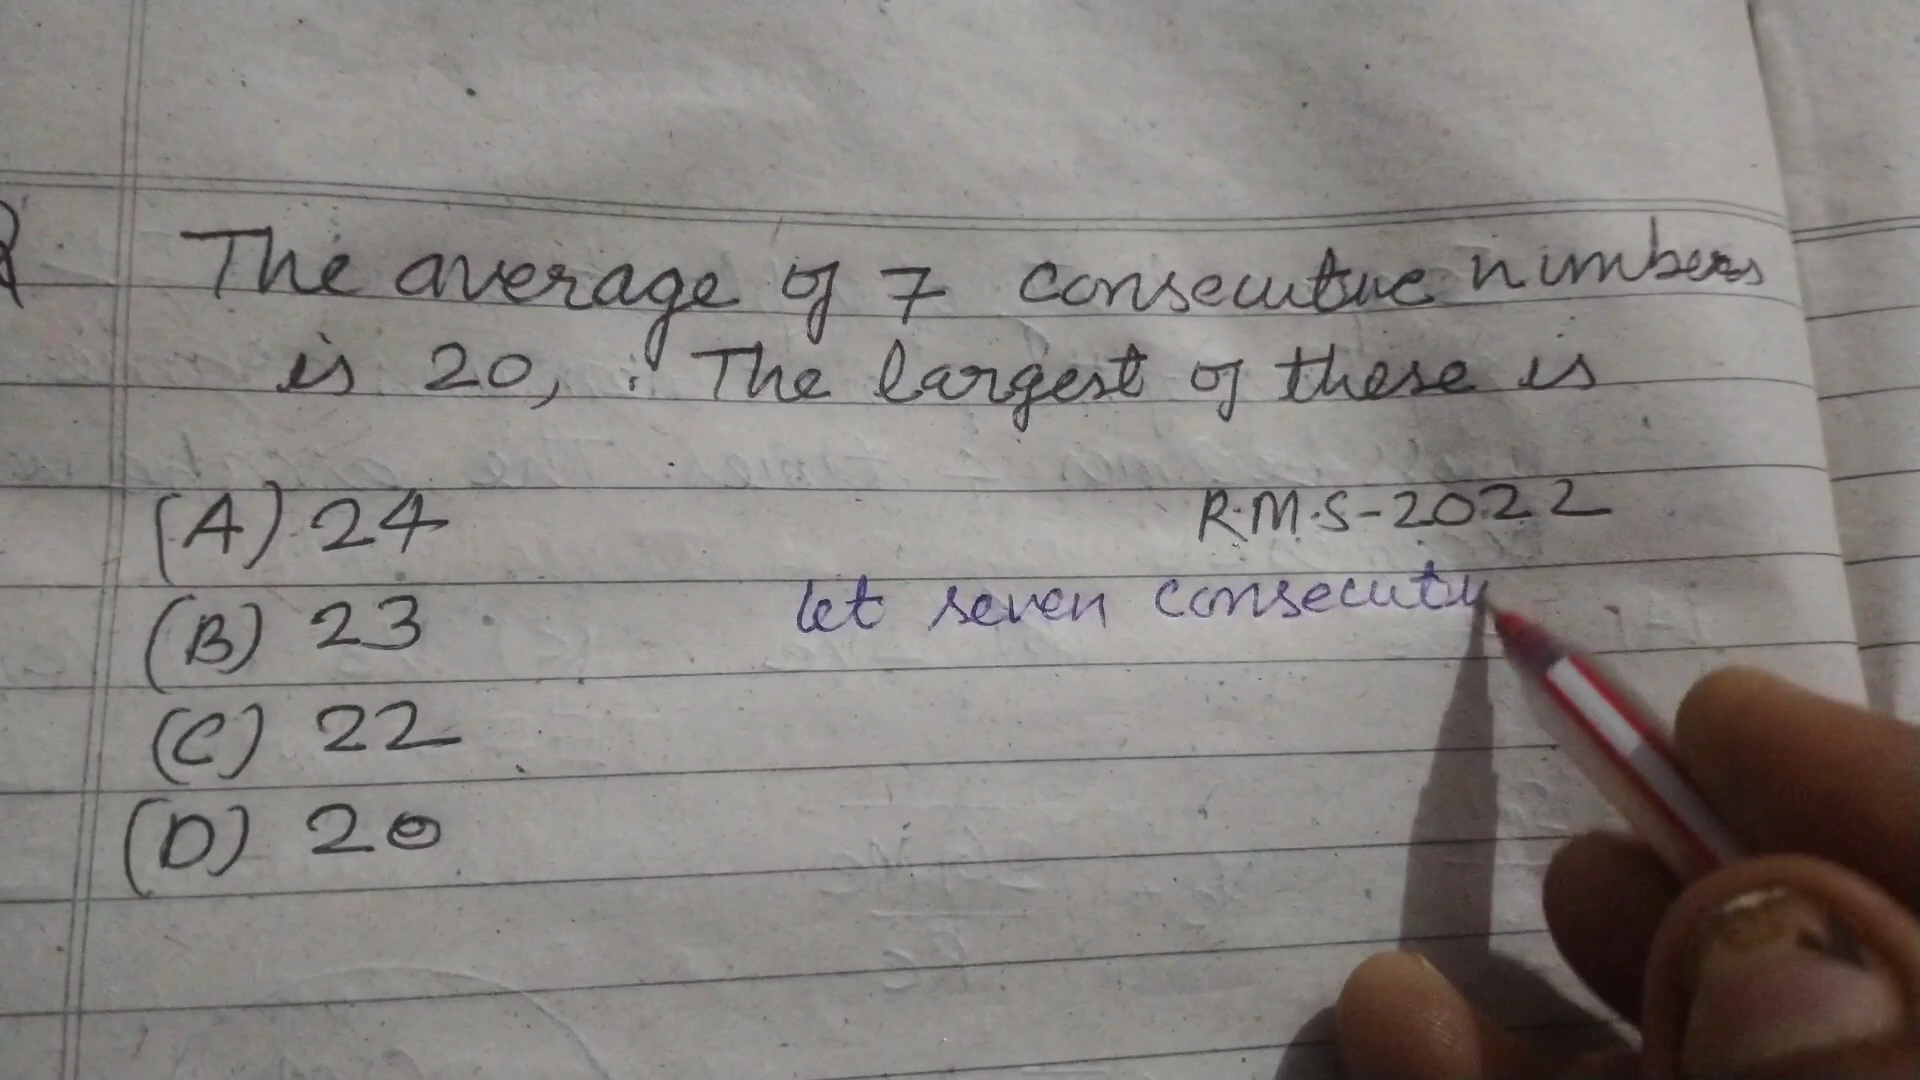 Q The average of 7 consecutive numbers
is 20, : The largest of these is
(A) 24
R.M.S-2022
let seven consecuti
(B) 23
(C) 22
(D) 20